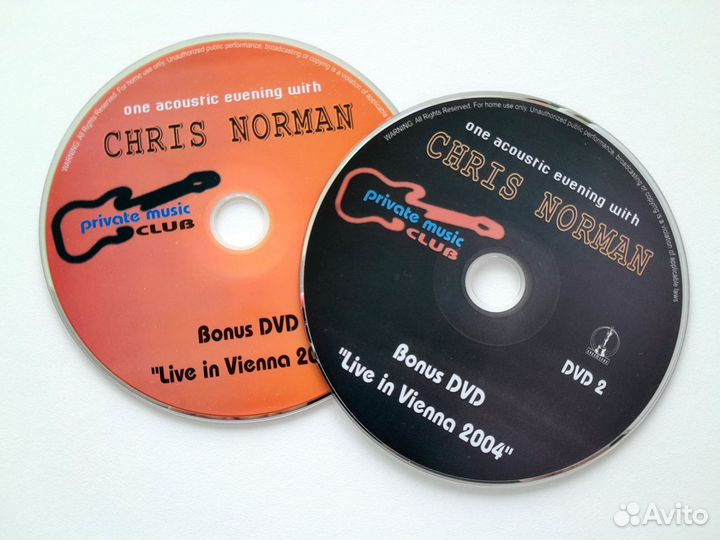 WARNING: All Rights Reserved. For home use only. Unauthorized public performance, broadcasting or copying is a violation of applicable
one acoustic evening with
CHRIS NORMAN
private music
CLUB
Bonus DVD
"Live in Vienna 20
WARNING: All Rights Reserved. For home use only. Unauthorized public performance, broadcasting or copying is a violation of applicable laws
one acoustic evening with
CHRIS NORMAN
private music
CLUB
Bonus DVD
"Live in Vienna 2004"
DVD 2
Avito